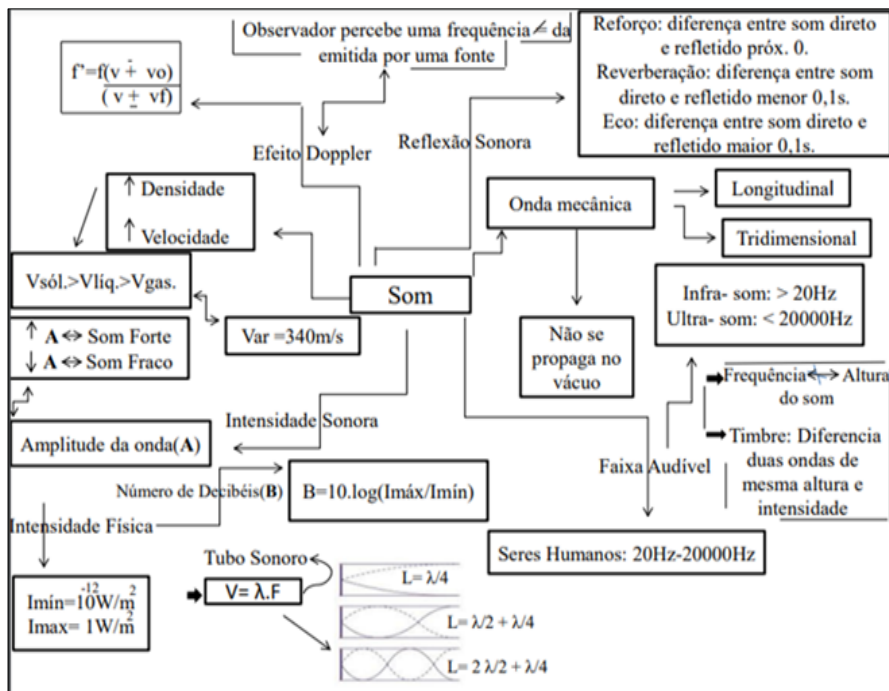 Observador percebe uma frequência ≠ da
emitida por uma fonte
f'=f(v ± vo)
(v ± vf)
Efeito Doppler
Reflexão Sonora
Reforço: diferença entre som direto
e refletido próx. 0.
Reverberação: diferença entre som
direto e refletido menor 0,1s.
Eco: diferença entre som direto e
refletido maior 0,1s.
↑ Densidade
↑ Velocidade
Onda mecânica
Longitudinal
Tridimensional
Vsól.>Vlíq.>Vgas.
Som
Infra- som: > 20Hz
Ultra- som: < 20000Hz
↑ A ⇔ Som Forte
↓ A ⇔ Som Fraco
Var =340m/s
Não se
propaga no
vácuo
Frequência ↔ Altura
do som
Timbre: Diferencia
duas ondas de
mesma altura e
intensidade
Intensidade Sonora
Amplitude da onda(A)
Faixa Audível
Número de Decibéis(B)
B=10.log(Imáx/Imín)
Intensidade Física
Seres Humanos: 20Hz-20000Hz
Tubo Sonoro
Imín=10⁻¹²W/m²
Imax= 1W/m²
V= λ.F
L= λ/4
L= λ/2 + λ/4
L= 2 λ/2 + λ/4